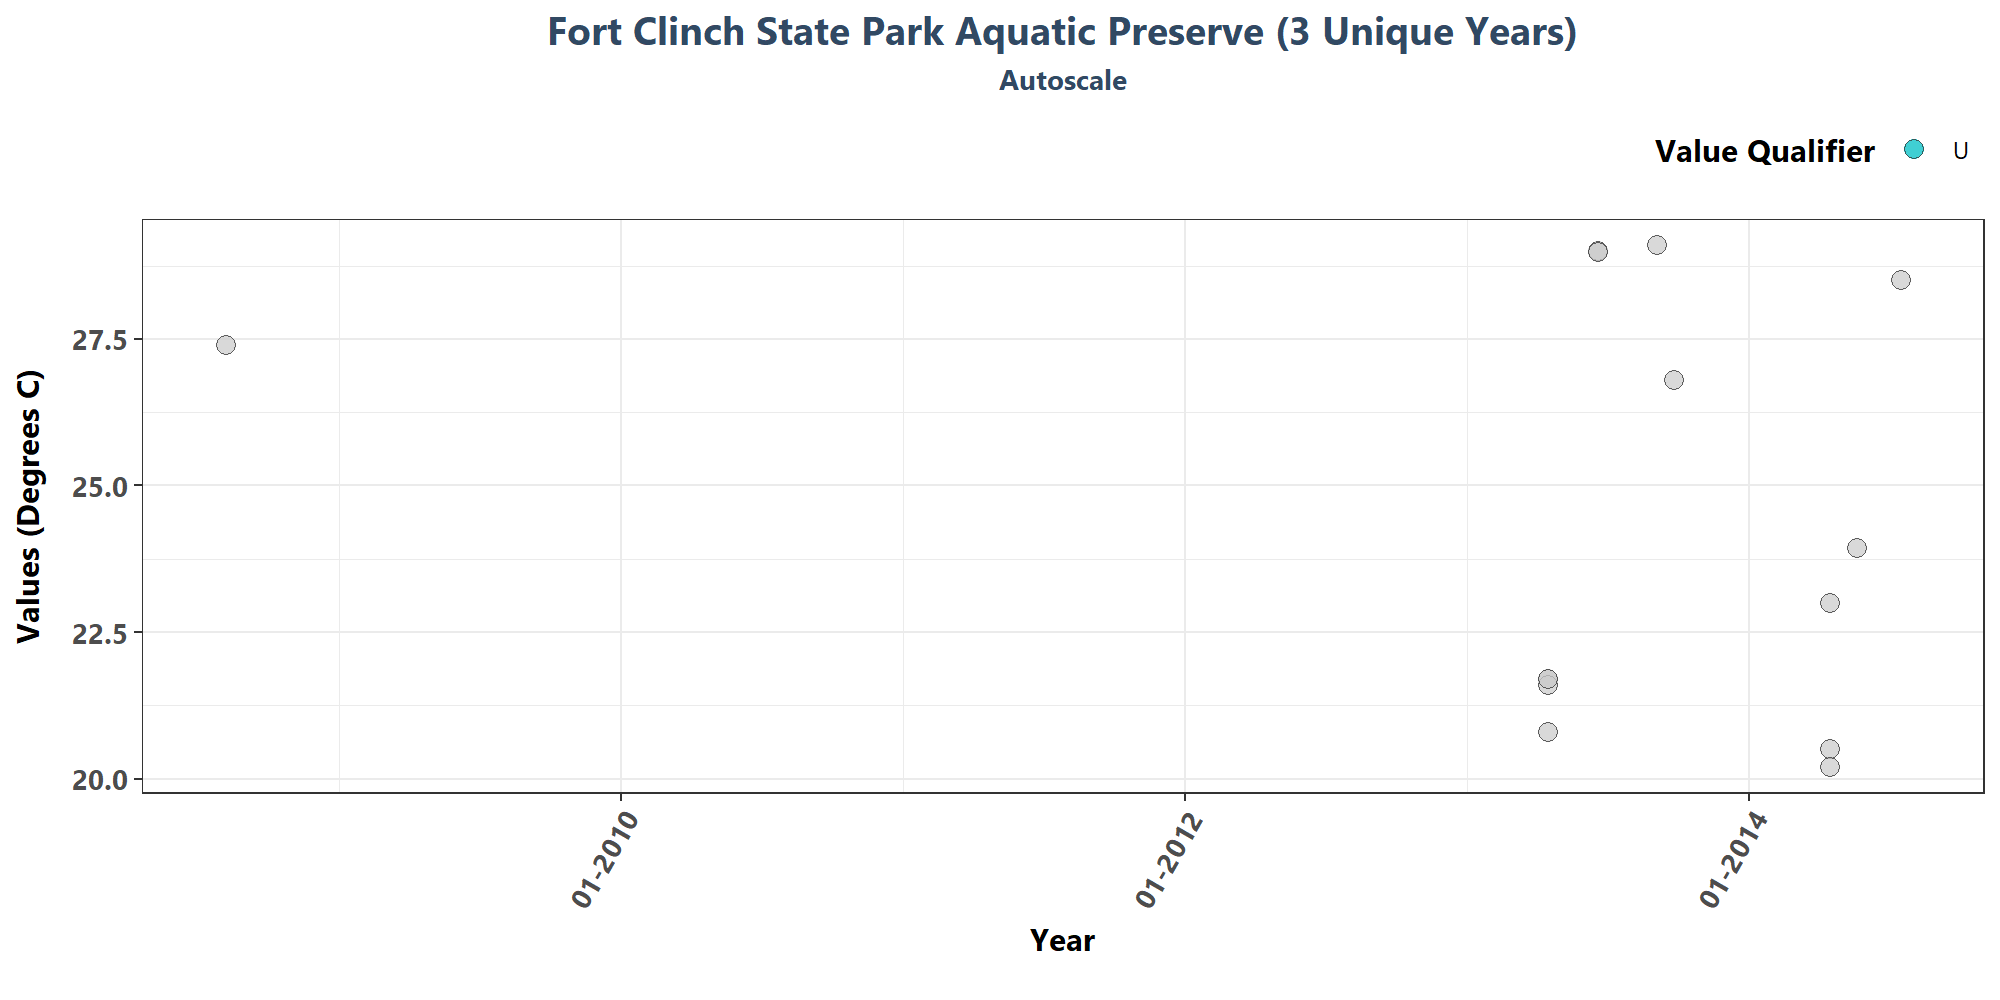 Fort Clinch State Park Aquatic Preserve (3 Unique Years)
Autoscale
Value Qualifier U
Values (Degrees C)
27.5
25.0
22.5
20.0
01-2010
01-2012
01-2014
Year